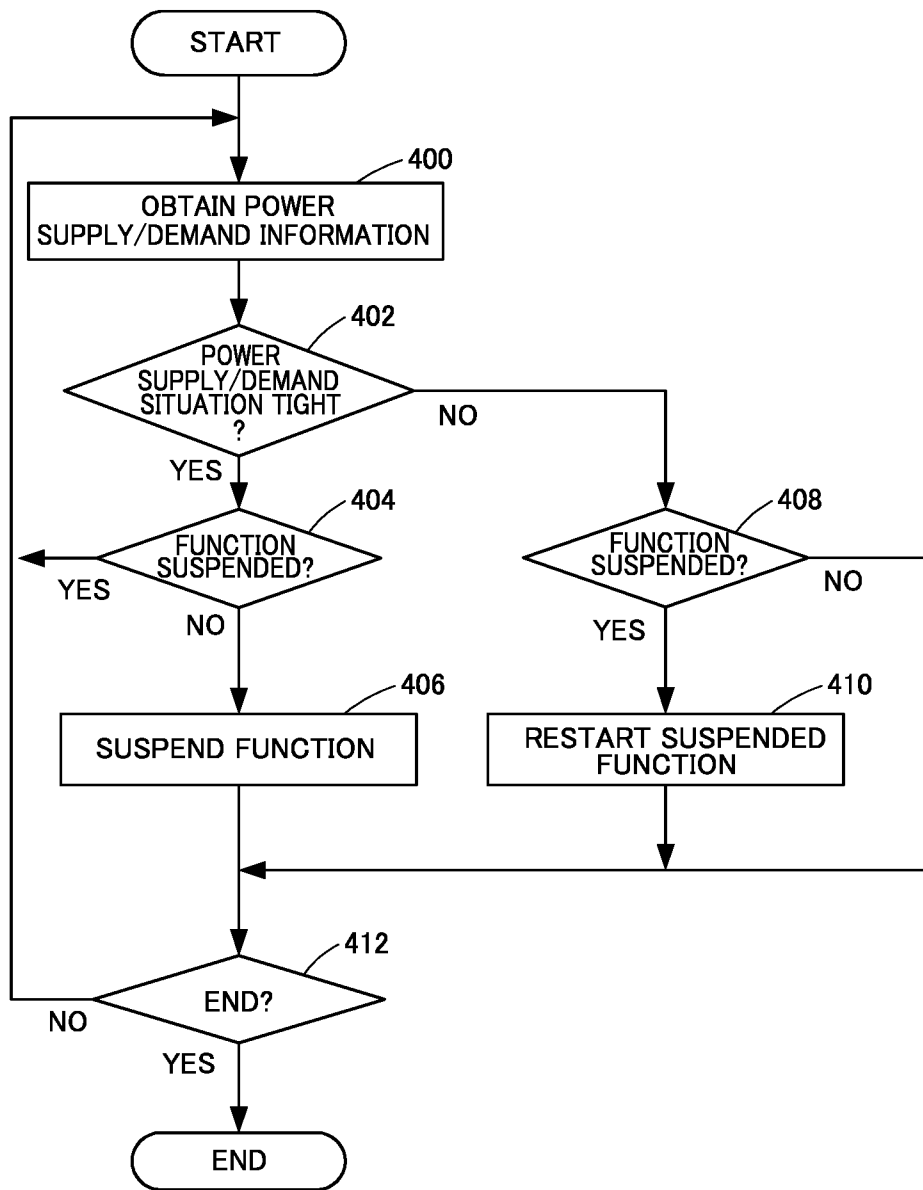 START
400
OBTAIN POWER
SUPPLY/DEMAND INFORMATION
402
POWER
SUPPLY/DEMAND
SITUATION TIGHT
?
NO
YES
404
FUNCTION
SUSPENDED?
YES
NO
408
FUNCTION
SUSPENDED?
NO
YES
406
SUSPEND FUNCTION
410
RESTART SUSPENDED
FUNCTION
412
END?
NO
YES
END